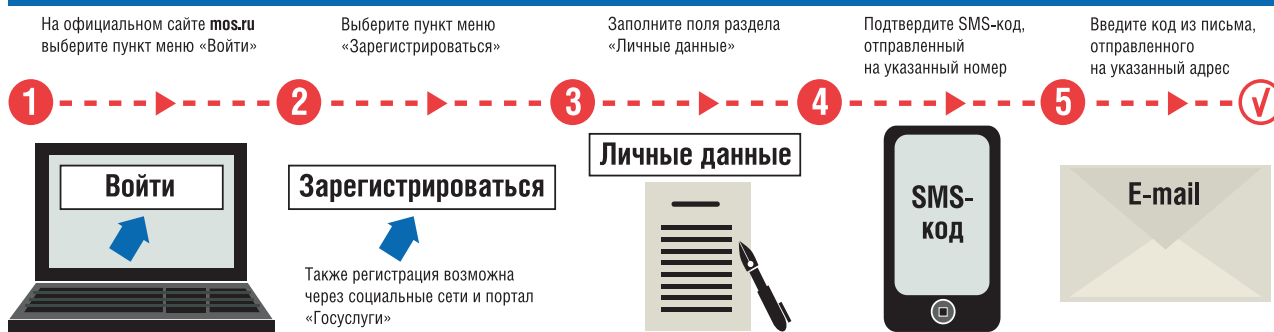 На официальном сайте mos.ru
выберите пункт меню «Войти»
Выберите пункт меню
«Зарегистрироваться»
Заполните поля раздела
«Личные данные»
Подтвердите SMS-код,
отправленный
на указанный номер
Введите код из письма,
отправленного
на указанный адрес
1
2
3
4
5
Войти
Зарегистрироваться
Также регистрация возможна
через социальные сети и портал
«Госуслуги»
Личные данные
SMS-
код
E-mail